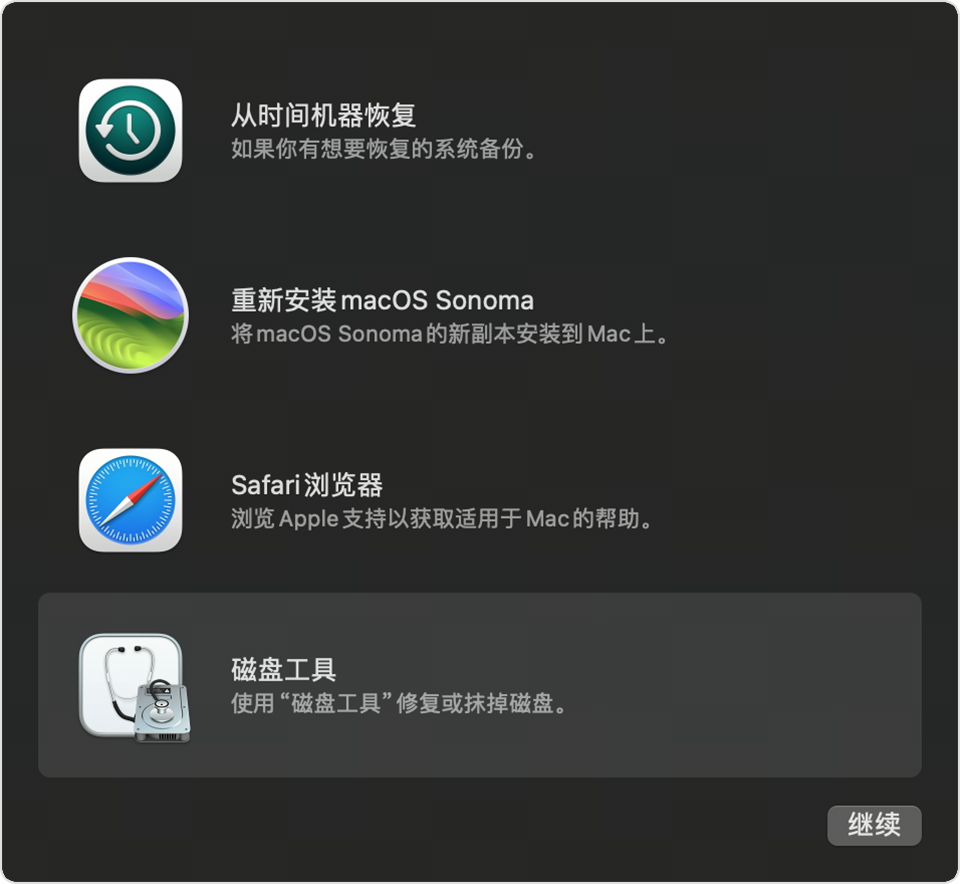 从时间机器恢复
如果你有想要恢复的系统备份。
重新安装macOS Sonoma
将macOS Sonoma的新副本安装到Mac上。
Safari浏览器
浏览Apple支持以获取适用于Mac的帮助。
磁盘工具
使用“磁盘工具”修复或抹掉磁盘。
继续